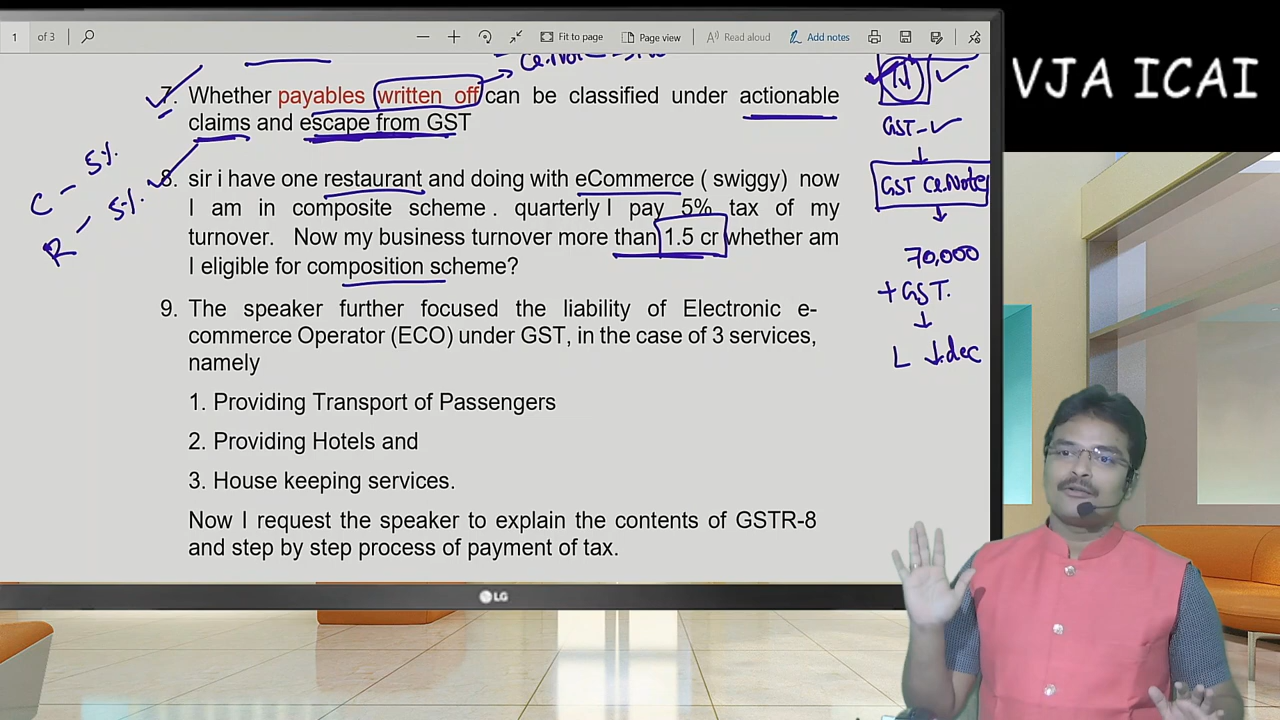 1 of 3 Fit to page Page view Read aloud Add notes
VJA ICAI
7. Whether payables written off can be classified under actionable
claims and escape from GST
GST
GST Cr.Notes
70,000
+ GST.
L
C - 5%
R - 5%
8. sir i have one restaurant and doing with eCommerce ( swiggy) now
I am in composite scheme . quarterly I pay 5% tax of my
turnover. Now my business turnover more than 1.5 cr whether am
I eligible for composition scheme?
9. The speaker further focused the liability of Electronic e-
commerce Operator (ECO) under GST, in the case of 3 services,
namely
1. Providing Transport of Passengers
2. Providing Hotels and
3. House keeping services.
Now I request the speaker to explain the contents of GSTR-8
and step by step process of payment of tax.
LG